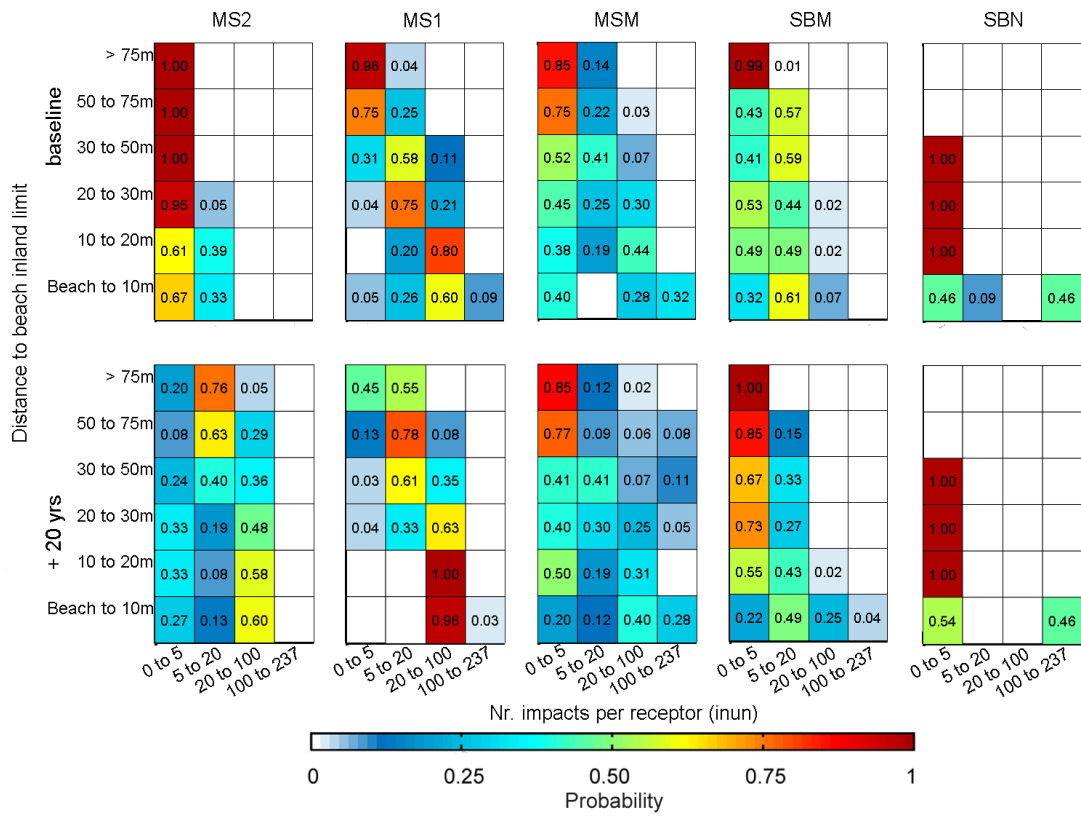 MS2 MS1 MSM SBM SBN
Distance to beach inland limit
baseline
> 75m 1.00 0.96 0.04 0.85 0.14 0.99 0.01
50 to 75m 1.00 0.75 0.25 0.75 0.22 0.03 0.43 0.57
30 to 50m 1.00 0.31 0.58 0.11 0.52 0.41 0.07 0.41 0.59 1.00
20 to 30m 0.95 0.05 0.04 0.75 0.21 0.45 0.25 0.30 0.53 0.44 0.02 1.00
10 to 20m 0.61 0.39 0.20 0.80 0.38 0.19 0.44 0.49 0.49 0.02 1.00
Beach to 10m 0.67 0.33 0.05 0.26 0.60 0.09 0.40 0.28 0.32 0.32 0.61 0.07 0.46 0.09 0.46
+ 20 yrs
> 75m 0.20 0.76 0.05 0.45 0.55 0.85 0.12 0.02 1.00
50 to 75m 0.08 0.63 0.29 0.13 0.78 0.08 0.77 0.09 0.06 0.08 0.85 0.15
30 to 50m 0.24 0.40 0.36 0.03 0.61 0.35 0.41 0.41 0.07 0.11 0.67 0.33 1.00
20 to 30m 0.33 0.19 0.48 0.04 0.33 0.63 0.40 0.30 0.25 0.05 0.73 0.27 1.00
10 to 20m 0.33 0.08 0.58 1.00 0.50 0.19 0.31 0.55 0.43 0.02 1.00
Beach to 10m 0.27 0.13 0.60 0.96 0.03 0.20 0.12 0.40 0.28 0.22 0.49 0.25 0.04 0.54 0.46
0 to 5 5 to 20 20 to 100 100 to 237 0 to 5 5 to 20 20 to 100 100 to 237 0 to 5 5 to 20 20 to 100 100 to 237 0 to 5 5 to 20 20 to 100 100 to 237 0 to 5 5 to 20 20 to 100 100 to 237
Nr. impacts per receptor (inun)
0 0.25 0.50 0.75 1
Probability